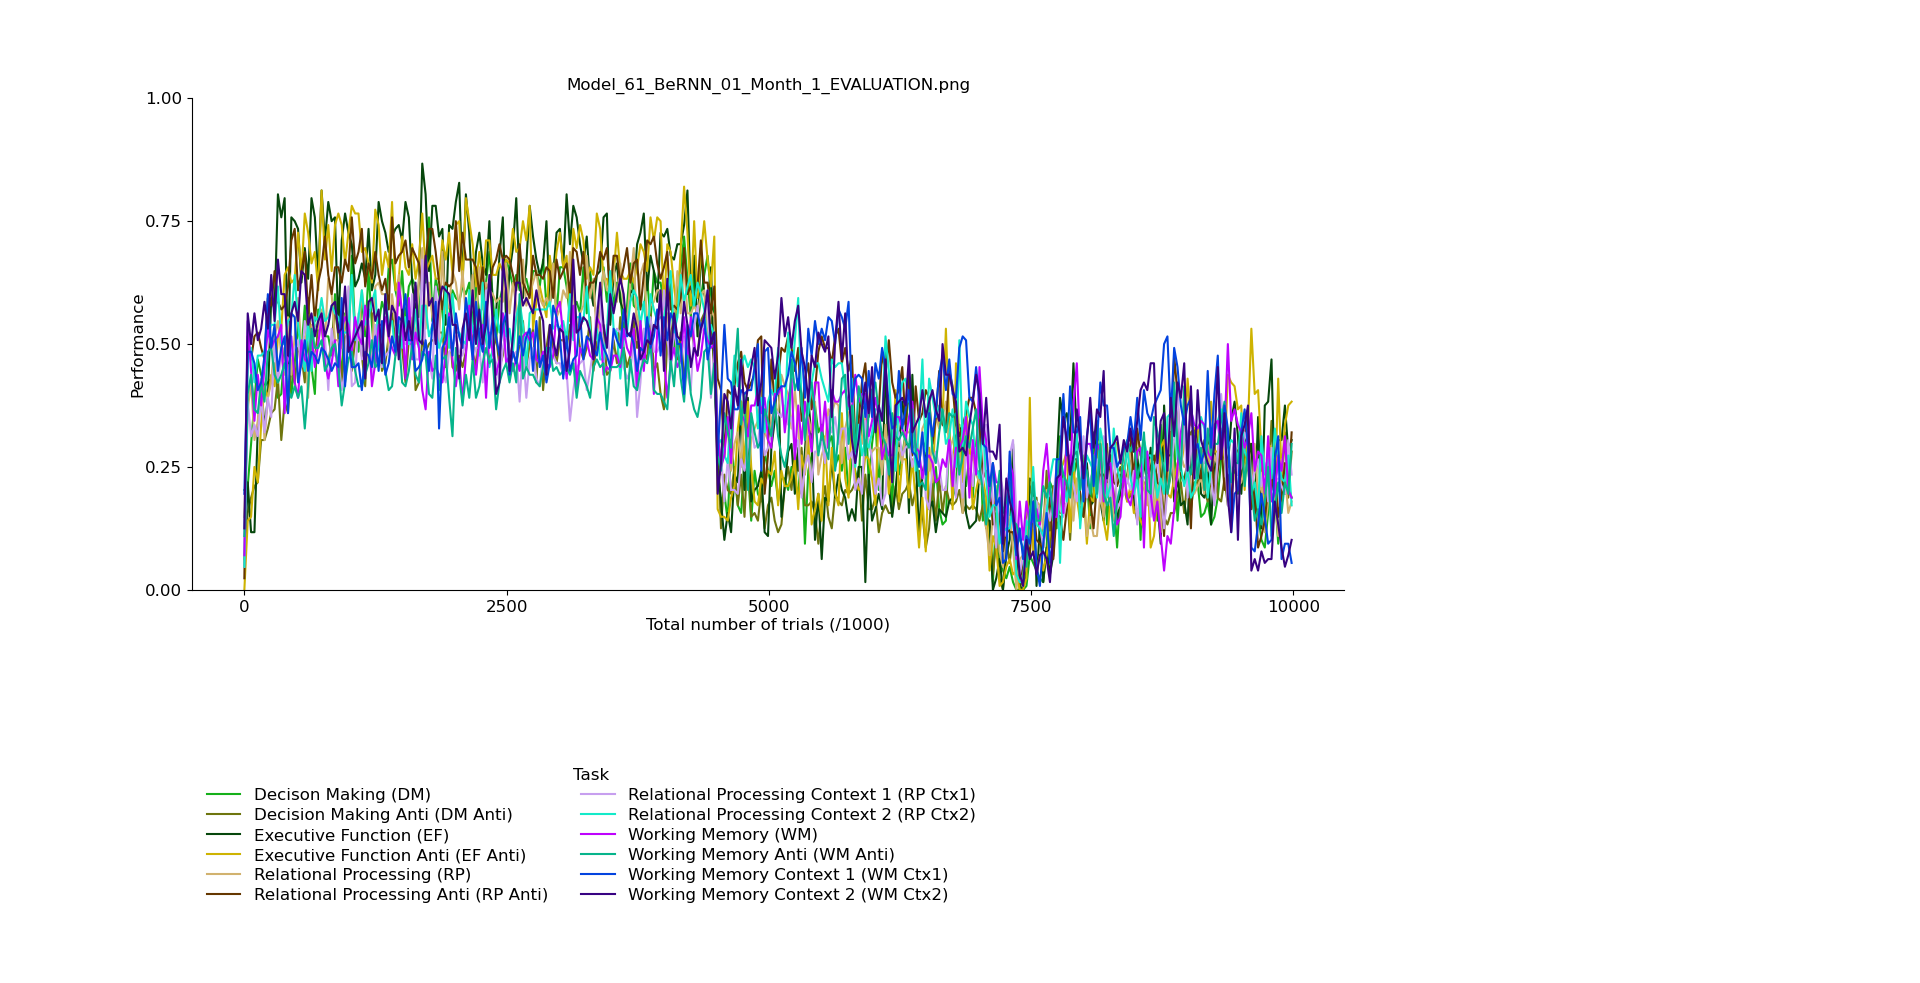 Model_61_BeRNN_01_Month_1_EVALUATION.png
1.00
0.75
0.50
0.25
0.00
Performance
0 2500 5000 7500 10000
Total number of trials (/1000)
Task
Decison Making (DM)
Decision Making Anti (DM Anti)
Executive Function (EF)
Executive Function Anti (EF Anti)
Relational Processing (RP)
Relational Processing Anti (RP Anti)
Relational Processing Context 1 (RP Ctx1)
Relational Processing Context 2 (RP Ctx2)
Working Memory (WM)
Working Memory Anti (WM Anti)
Working Memory Context 1 (WM Ctx1)
Working Memory Context 2 (WM Ctx2)